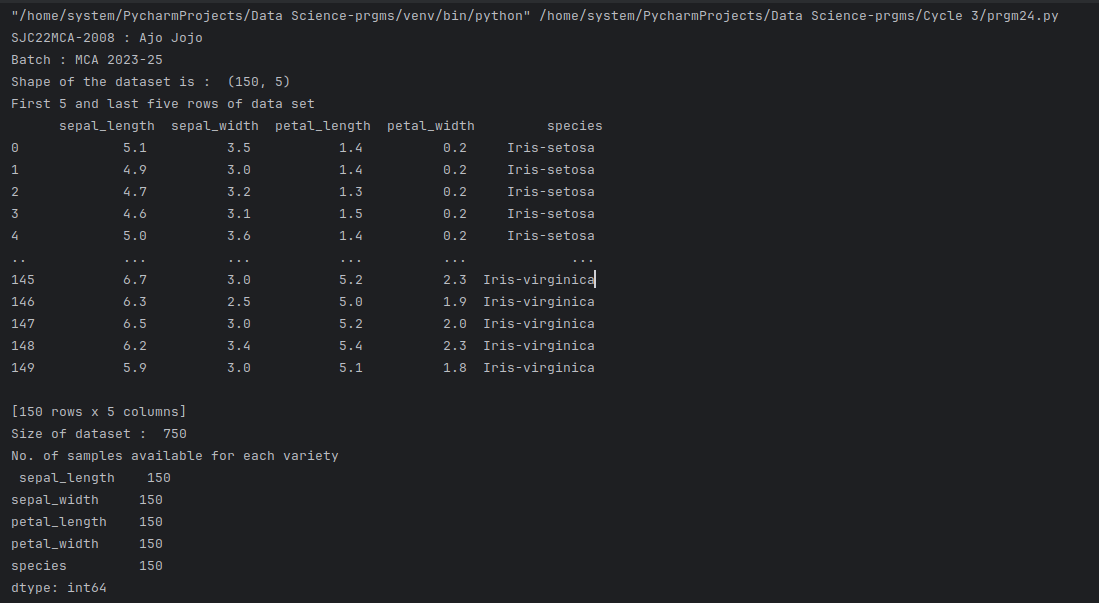 "/home/system/PycharmProjects/Data Science-prgms/venv/bin/python" /home/system/PycharmProjects/Data Science-prgms/Cycle 3/prgm24.py
SJC22MCA-2008 : Ajo Jojo
Batch : MCA 2023-25
Shape of the dataset is :  (150, 5)
First 5 and last five rows of data set
      sepal_length  sepal_width  petal_length  petal_width         species
0             5.1          3.5           1.4          0.2     Iris-setosa
1             4.9          3.0           1.4          0.2     Iris-setosa
2             4.7          3.2           1.3          0.2     Iris-setosa
3             4.6          3.1           1.5          0.2     Iris-setosa
4             5.0          3.6           1.4          0.2     Iris-setosa
..            ...          ...           ...          ...             ...
145           6.7          3.0           5.2          2.3  Iris-virginica
146           6.3          2.5           5.0          1.9  Iris-virginica
147           6.5          3.0           5.2          2.0  Iris-virginica
148           6.2          3.4           5.4          2.3  Iris-virginica
149           5.9          3.0           5.1          1.8  Iris-virginica

[150 rows x 5 columns]
Size of dataset :  750
No. of samples available for each variety
 sepal_length    150
sepal_width     150
petal_length    150
petal_width     150
species         150
dtype: int64